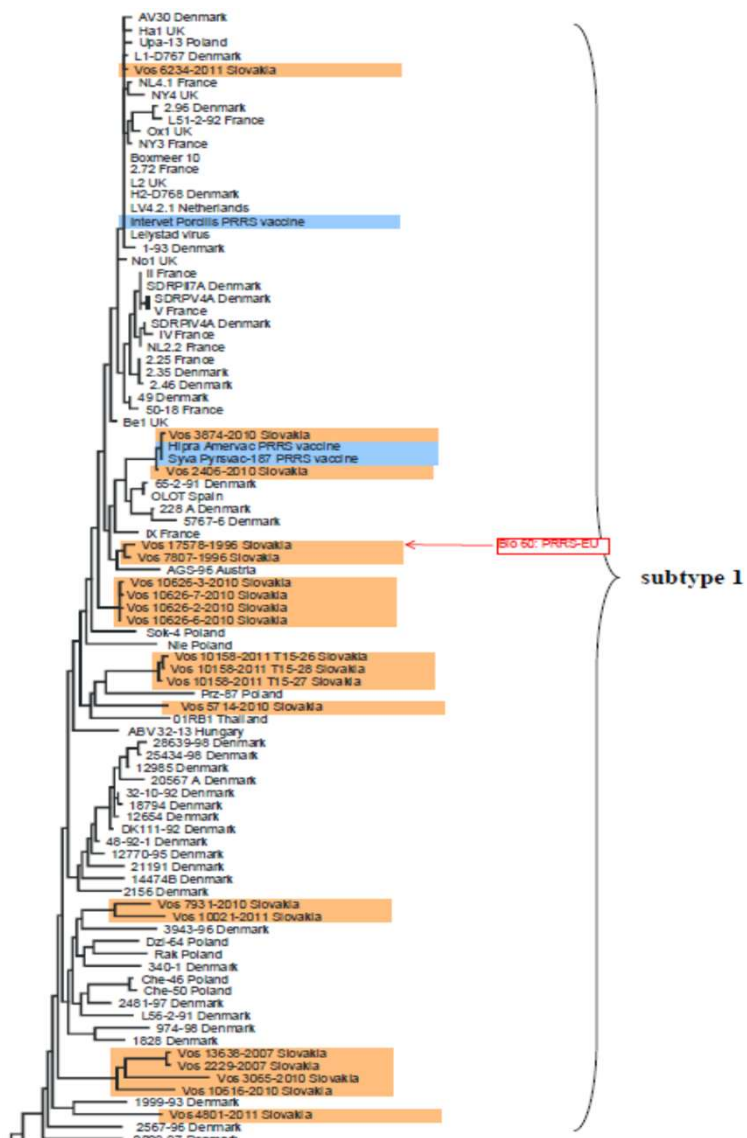 AV30 Denmark
Ha1 UK
Upa-13 Poland
L1-D767 Denmark
Vos 6234-2011 Slovakia
NL4.1 France
NY4 UK
2.96 Denmark
L51-2-92 France
Ox1 UK
NY3 France
Boxmeer 10
2.72 France
L2 UK
H2-D768 Denmark
LV4.2.1 Netherlands
Intervet Porcilis PRRS vaccine
Lelystad virus
1-93 Denmark
No1 UK
II France
SDRPII7A Denmark
SDRPV4A Denmark
V France
SDRPIV4A Denmark
IV France
NL2.2 France
2.25 France
2.35 Denmark
2.46 Denmark
49 Denmark
50-18 France
Be1 UK
Vos 3874-2010 Slovakia
Hipra Amervac PRRS vaccine
Syva Pyrsvac-187 PRRS vaccine
Vos 2406-2010 Slovakia
65-2-91 Denmark
OLOT Spain
228 A Denmark
5767-6 Denmark
IX France
Vos 17578-1996 Slovakia
Bio 60: PRRS-EU
Vos 7807-1996 Slovakia
AGS-96 Austria
subtype 1
Vos 10626-3-2010 Slovakia
Vos 10626-7-2010 Slovakia
Vos 10626-2-2010 Slovakia
Vos 10626-6-2010 Slovakia
Sok-4 Poland
Nie Poland
Vos 10158-2011 T15-26 Slovakia
Vos 10158-2011 T15-28 Slovakia
Vos 10158-2011 T15-27 Slovakia
Prz-87 Poland
Vos 5714-2010 Slovakia
01RB1 Thailand
ABV 32-13 Hungary
28639-98 Denmark
25434-98 Denmark
12985 Denmark
20567 A Denmark
32-10-92 Denmark
18794 Denmark
12654 Denmark
DK111-92 Denmark
48-92-1 Denmark
12770-95 Denmark
21191 Denmark
14474B Denmark
2156 Denmark
Vos 7931-2010 Slovakia
Vos 10021-2011 Slovakia
3943-96 Denmark
Dzi-64 Poland
Rak Poland
340-1 Denmark
Che-46 Poland
Che-50 Poland
2481-97 Denmark
L56-2-91 Denmark
974-98 Denmark
1828 Denmark
Vos 13638-2007 Slovakia
Vos 2229-2007 Slovakia
Vos 3065-2010 Slovakia
Vos 10616-2010 Slovakia
1999-93 Denmark
Vos 4801-2011 Slovakia
2567-96 Denmark